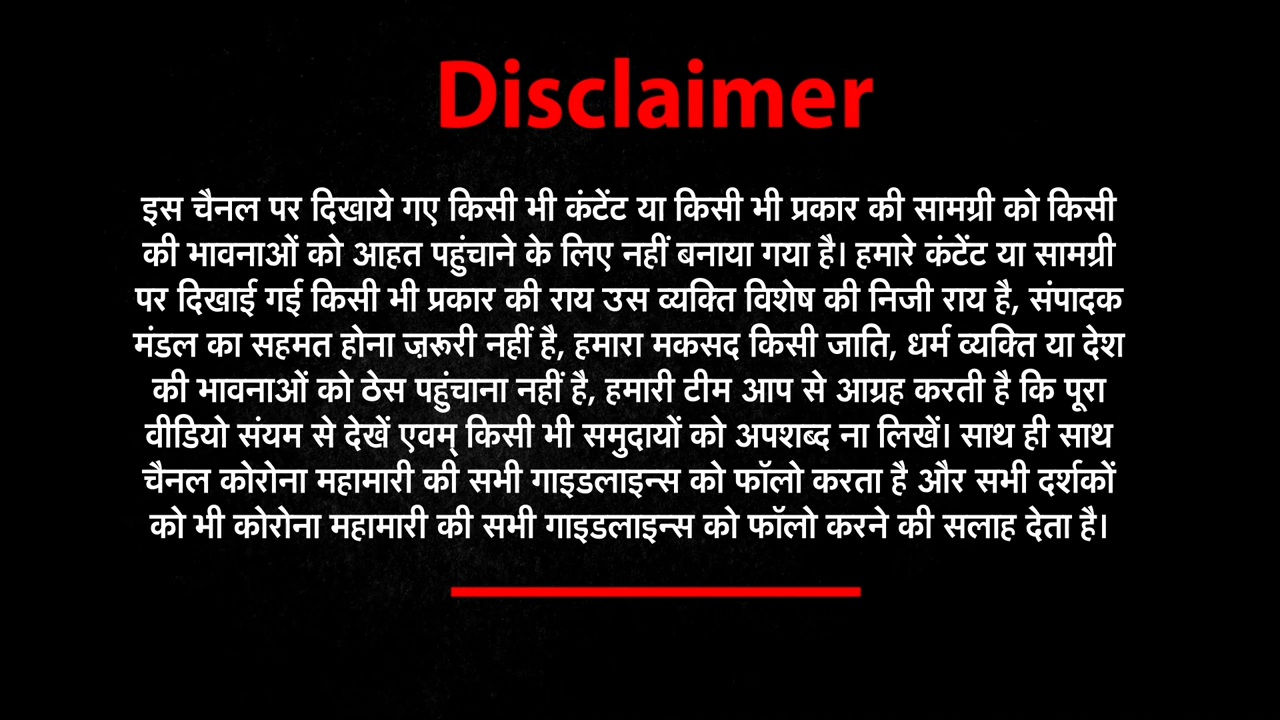 Disclaimer
इस चैनल पर दिखाये गए किसी भी कंटेंट या किसी भी प्रकार की सामग्री को किसी
की भावनाओं को आहत पहुंचाने के लिए नहीं बनाया गया है। हमारे कंटेंट या सामग्री
पर दिखाई गई किसी भी प्रकार की राय उस व्यक्ति विशेष की निजी राय है, संपादक
मंडल का सहमत होना ज़रूरी नहीं है, हमारा मकसद किसी जाति, धर्म व्यक्ति या देश
की भावनाओं को ठेस पहुंचाना नहीं है, हमारी टीम आप से आग्रह करती है कि पूरा
वीडियो संयम से देखें एवम् किसी भी समुदायों को अपशब्द ना लिखें। साथ ही साथ
चैनल कोरोना महामारी की सभी गाइडलाइन्स को फॉलो करता है और सभी दर्शकों
को भी कोरोना महामारी की सभी गाइडलाइन्स को फॉलो करने की सलाह देता है।